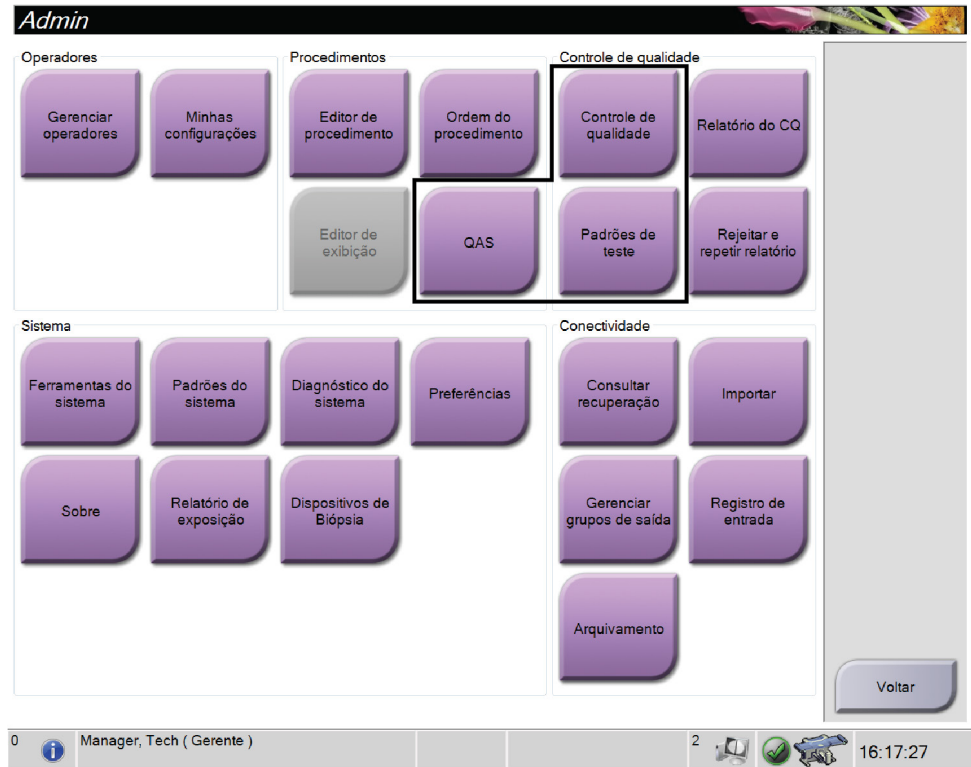 Admin
Operadores
Gerenciar
operadores
Minhas
configurações
Procedimentos
Editor de
procedimento
Ordem do
procedimento
Editor de
exibição
QAS
Controle de qualidade
Controle de
qualidade
Relatório do CQ
Padrões de
teste
Rejeitar e
repetir relatório
Sistema
Ferramentas do
sistema
Padrões do
sistema
Diagnóstico do
sistema
Preferências
Sobre
Relatório de
exposição
Dispositivos de
Biópsia
Conectividade
Consultar
recuperação
Importar
Gerenciar
grupos de saída
Registro de
entrada
Arquivamento
Voltar
0
Manager, Tech ( Gerente )
2
16:17:27